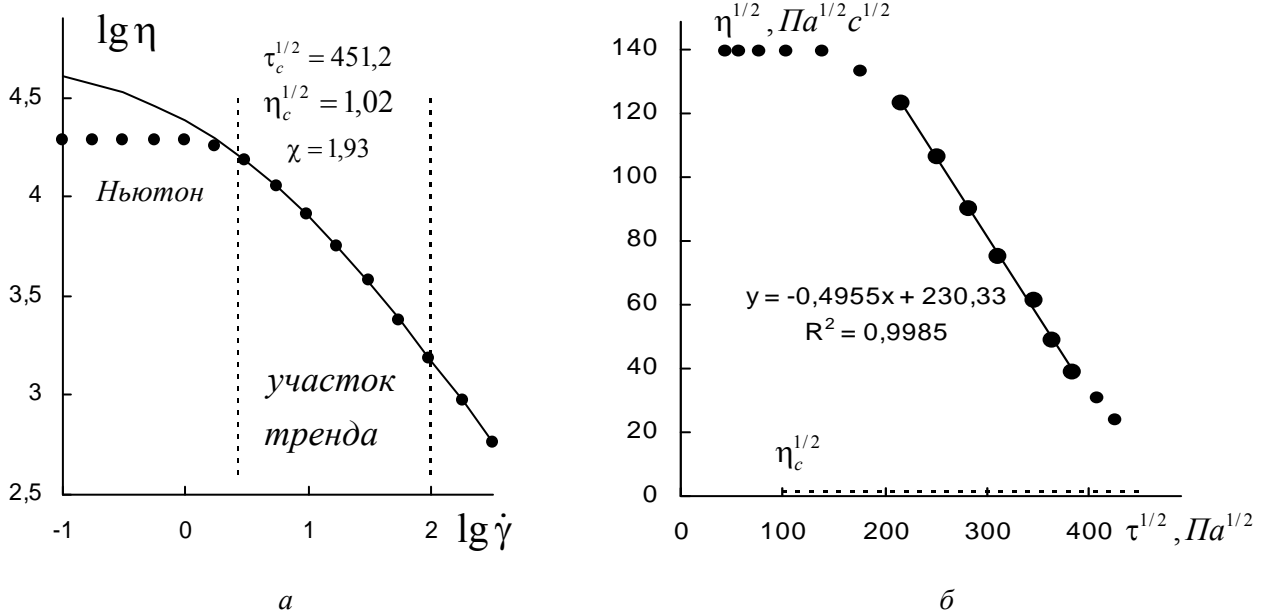 lg η
τ_c^{1/2} = 451,2
η_c^{1/2} = 1,02
χ = 1,93
4,5
4
3,5
3
2,5
Ньютон
участок
тренда
-1 0 1 2
lg γ̇
а
η^{1/2}, Па^{1/2}с^{1/2}
140
120
100
80
60
40
20
0
y = -0,4955x + 230,33
R² = 0,9985
η_c^{1/2}
0 100 200 300 400
τ^{1/2}, Па^{1/2}
б